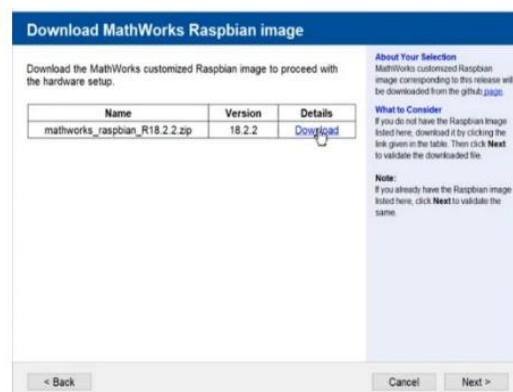 Download MathWorks Raspbian image
Download the MathWorks customized Raspbian image to proceed with
the hardware setup.
Name Version Details
mathworks_raspbian_R18.2.2.zip 18.2.2 Download
About Your Selection
MathWorks customized Raspbian
image corresponding to this release will
be downloaded from the github page.
What to Consider
If you do not have the Raspbian Image
listed here, download it by clicking the
link given in the table. Then click Next
to validate the downloaded file.
Note:
If you already have the Raspbian image
listed here, click Next to validate the
same.
< Back Cancel Next >